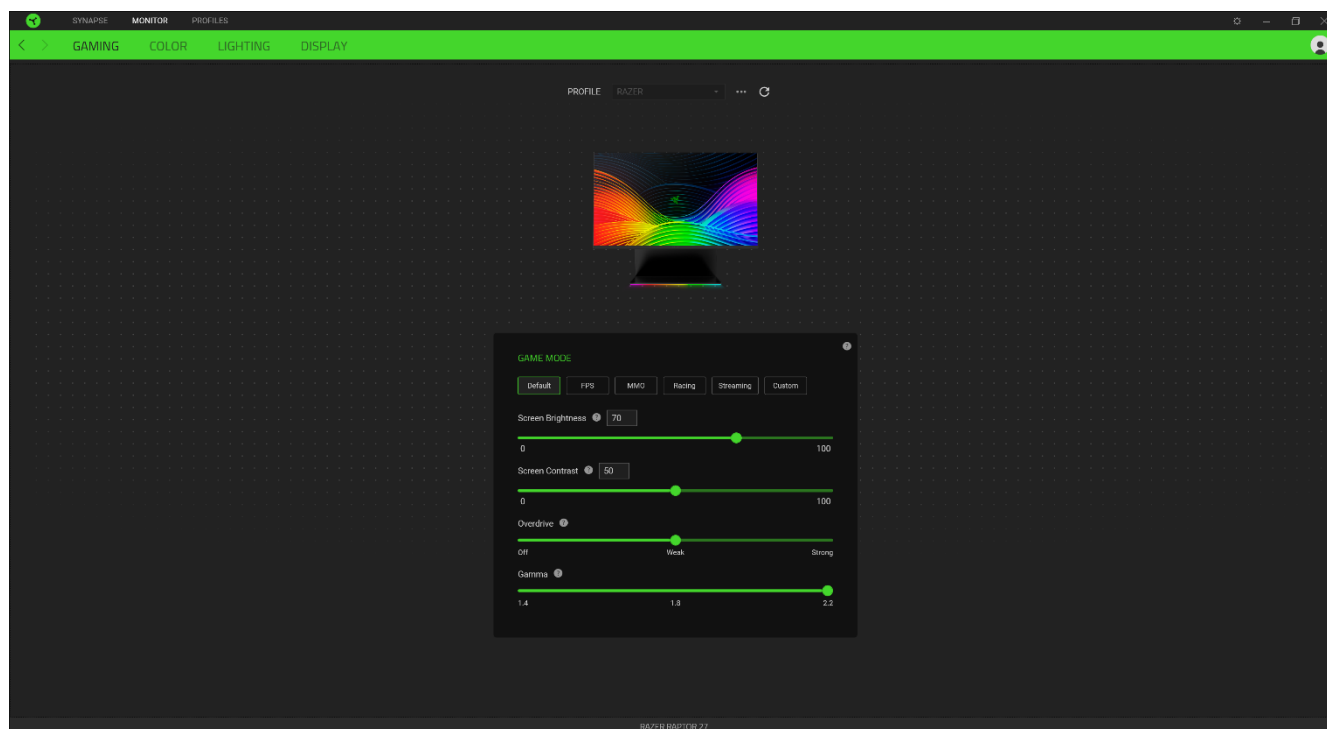 SYNAPSE MONITOR PROFILES
GAMING COLOR LIGHTING DISPLAY
PROFILE RAZER
GAME MODE
Default FPS MMO Racing Streaming Custom
Screen Brightness ? 70
0 100
Screen Contrast ? 50
0 100
Overdrive ?
Off Weak Strong
Gamma ?
1.4 1.8 2.2
RAZER RAPTOR 27